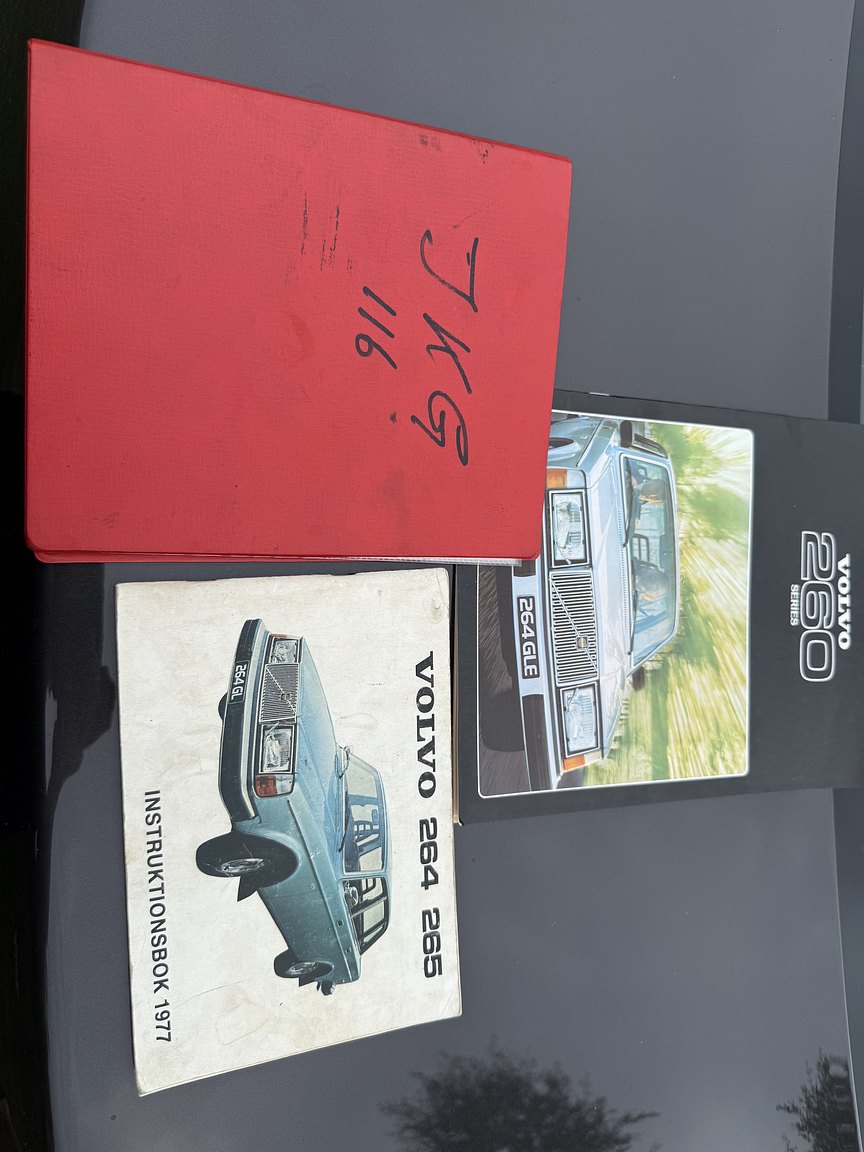 JKG
116
VOLVO
260
SERIES
264 GLE
VOLVO 264 265
264 GL
INSTRUKTIONSBOK 1977